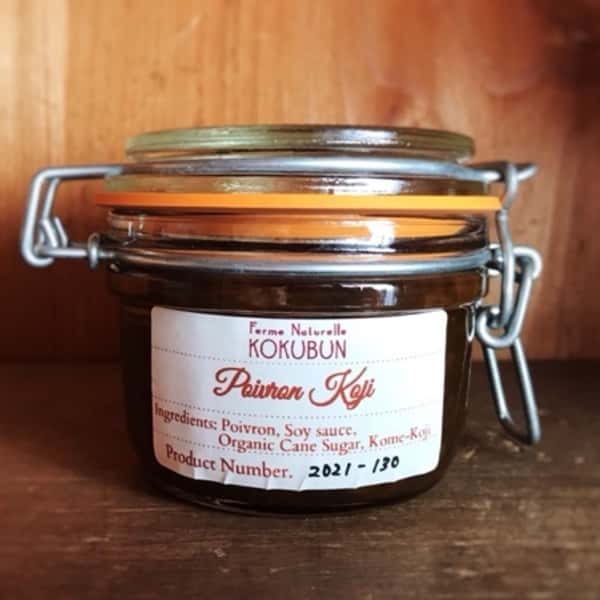 Ferme Naturelle
KOKUBUN
Poivron Koji
Ingredients: Poivron, Soy sauce,
Organic Cane Sugar, Kome-Koji
Product Number. 2021-130